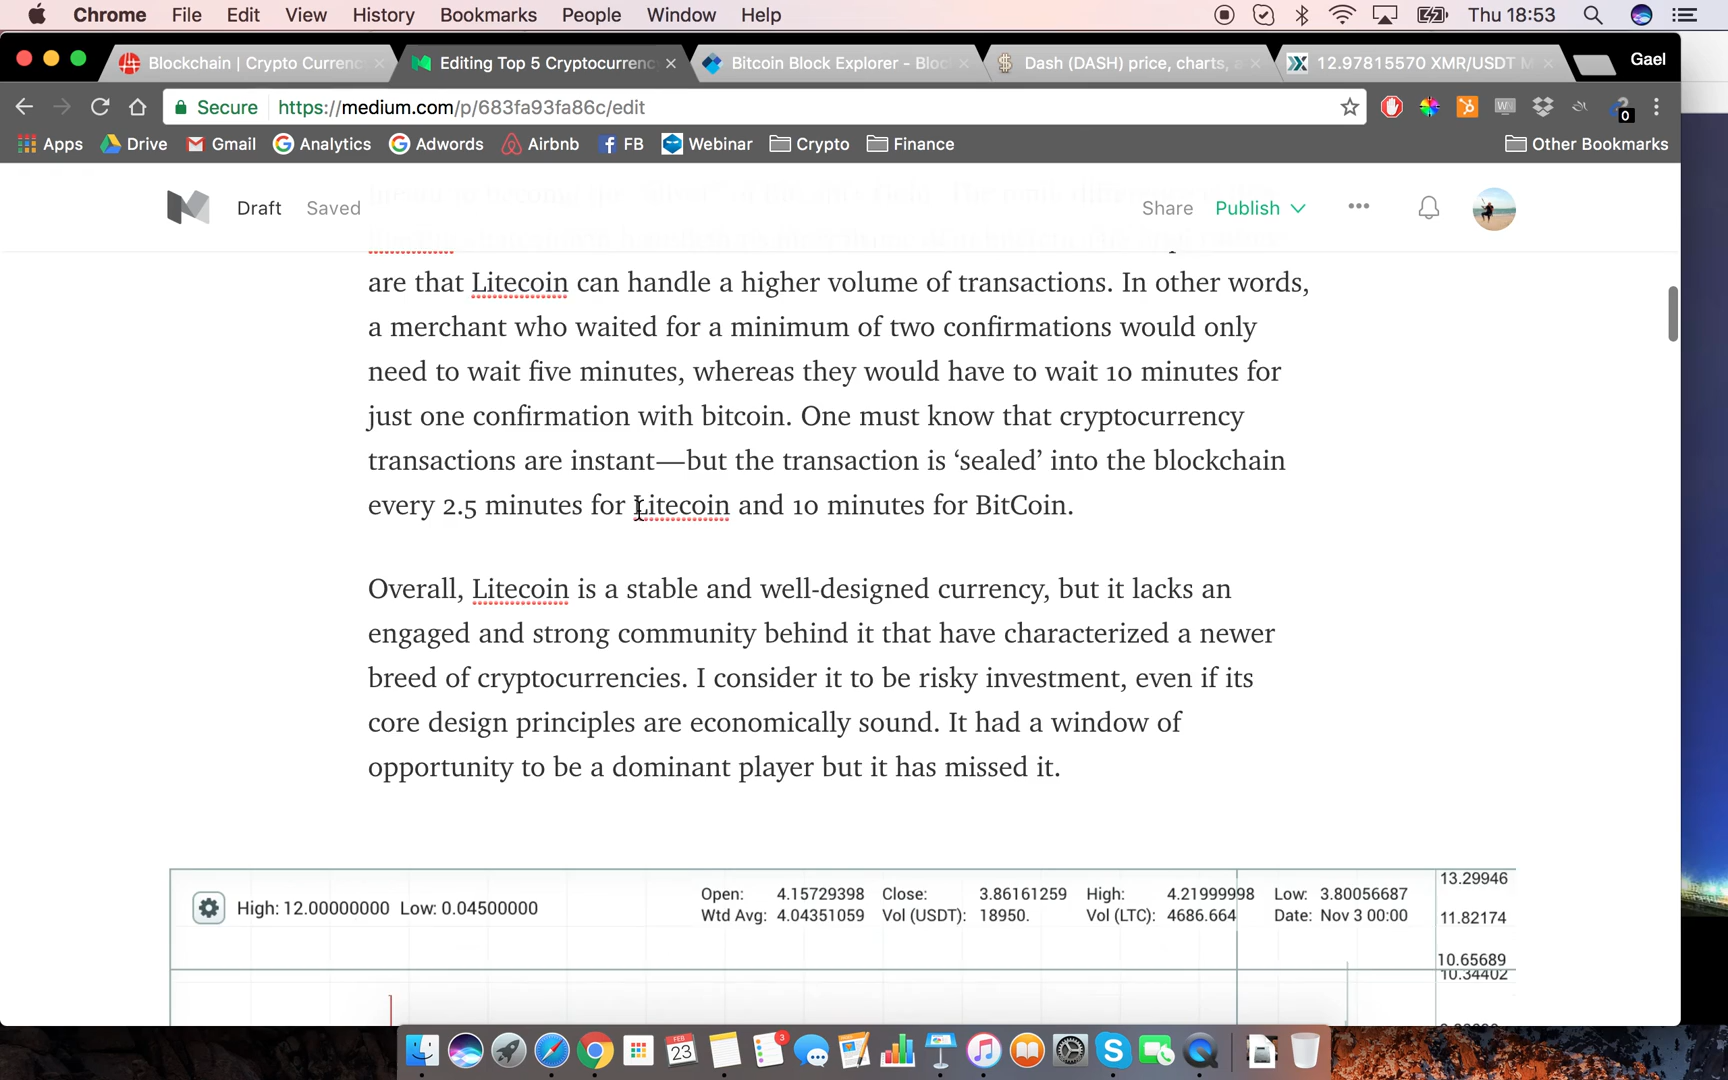 Chrome File Edit View History Bookmarks People Window Help Thu 18:53
Blockchain | Crypto Currenc
Editing Top 5 Cryptocurrenc
Bitcoin Block Explorer - Bloc
Dash (DASH) price, charts, a
12.97815570 XMR/USDT M
Gael
Secure https://medium.com/p/683fa93fa86c/edit
0
Apps Drive Gmail Analytics Adwords Airbnb FB Webinar Crypto Finance Other Bookmarks
Draft Saved Share Publish
are that Litecoin can handle a higher volume of transactions. In other words,
a merchant who waited for a minimum of two confirmations would only
need to wait five minutes, whereas they would have to wait 10 minutes for
just one confirmation with bitcoin. One must know that cryptocurrency
transactions are instant—but the transaction is ‘sealed’ into the blockchain
every 2.5 minutes for Litecoin and 10 minutes for BitCoin.
Overall, Litecoin is a stable and well-designed currency, but it lacks an
engaged and strong community behind it that have characterized a newer
breed of cryptocurrencies. I consider it to be risky investment, even if its
core design principles are economically sound. It had a window of
opportunity to be a dominant player but it has missed it.
High: 12.00000000 Low: 0.04500000
Open: 4.15729398 Close: 3.86161259 High: 4.21999998 Low: 3.80056687
Wtd Avg: 4.04351059 Vol (USDT): 18950. Vol (LTC): 4686.664 Date: Nov 3 00:00
13.29946
11.82174
10.65689
10.34402
FEB
23
3